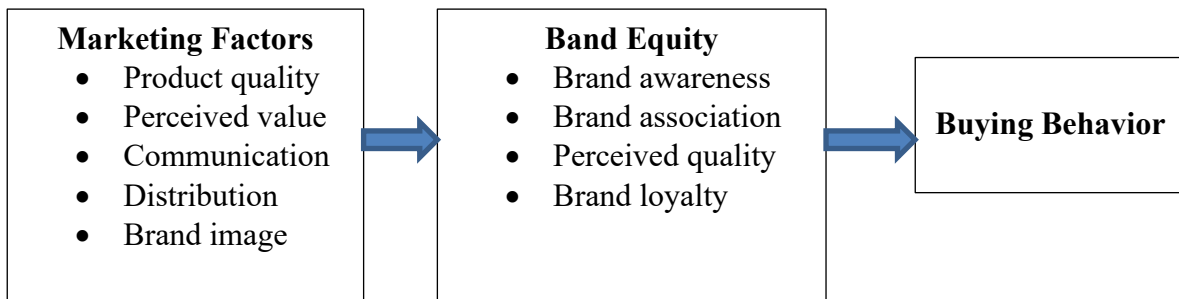 Marketing Factors
• Product quality
• Perceived value
• Communication
• Distribution
• Brand image
Band Equity
• Brand awareness
• Brand association
• Perceived quality
• Brand loyalty
Buying Behavior